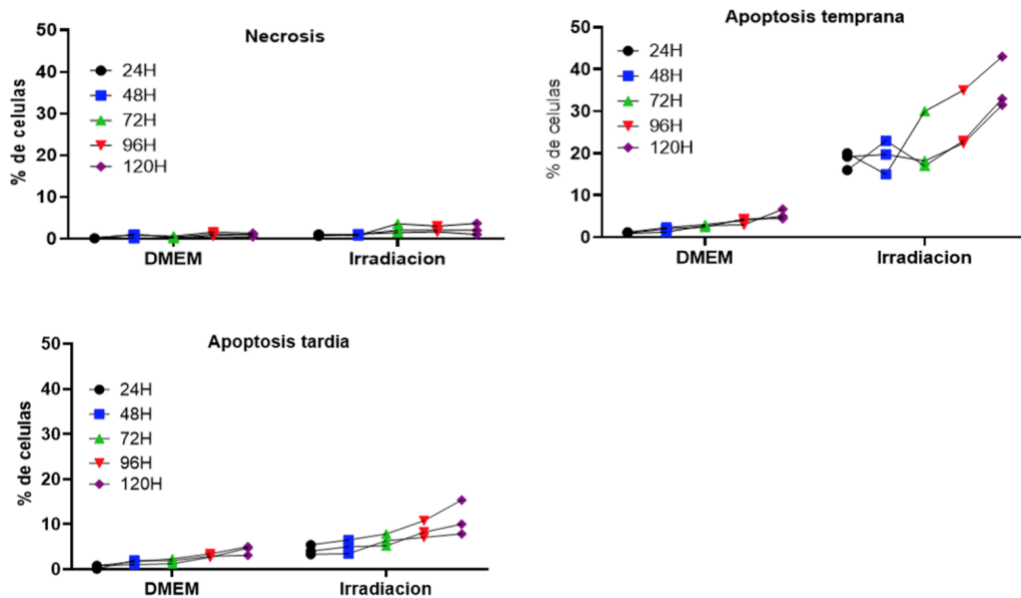 Necrosis
% de celulas
50
40
30
20
10
0
24H
48H
72H
96H
120H
DMEM
Irradiacion
Apoptosis temprana
% de celulas
50
40
30
20
10
0
24H
48H
72H
96H
120H
DMEM
Irradiacion
Apoptosis tardia
% de celulas
50
40
30
20
10
0
24H
48H
72H
96H
120H
DMEM
Irradiacion